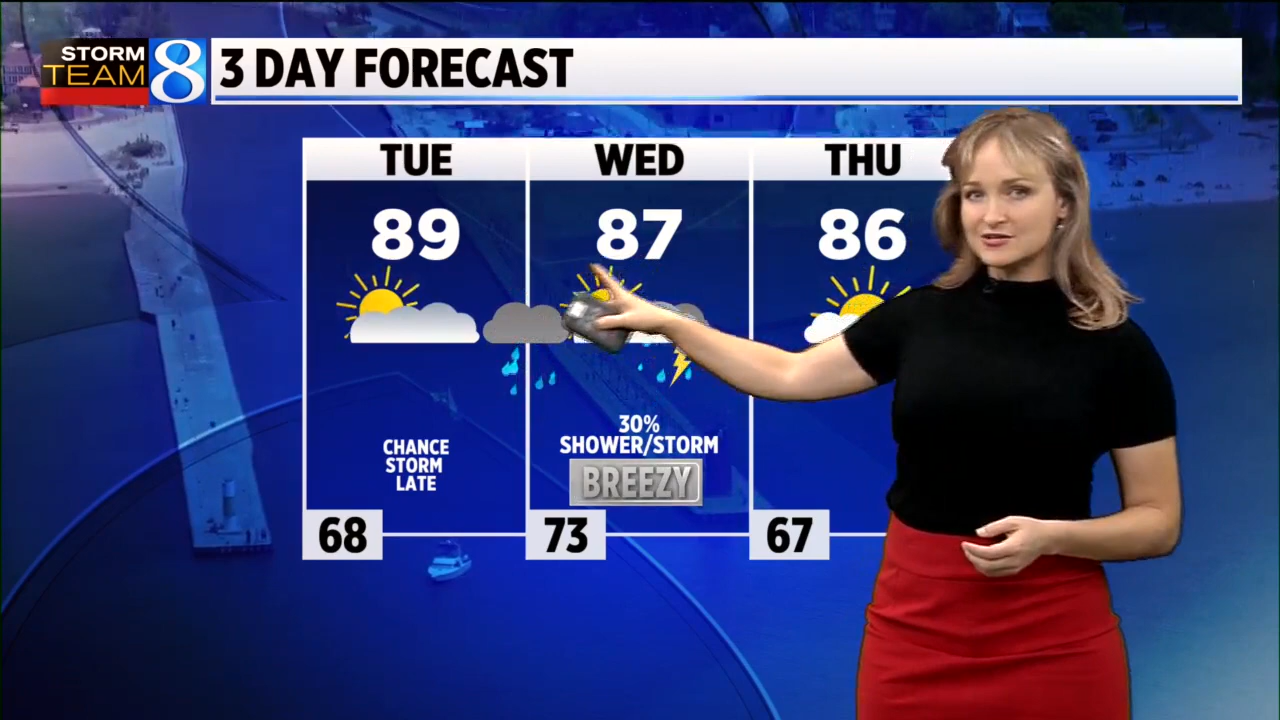 STORM
TEAM 8
3 DAY FORECAST
TUE WED THU
89 87 86
30%
SHOWER/STORM
CHANCE
STORM
LATE
BREEZY
68 73 67